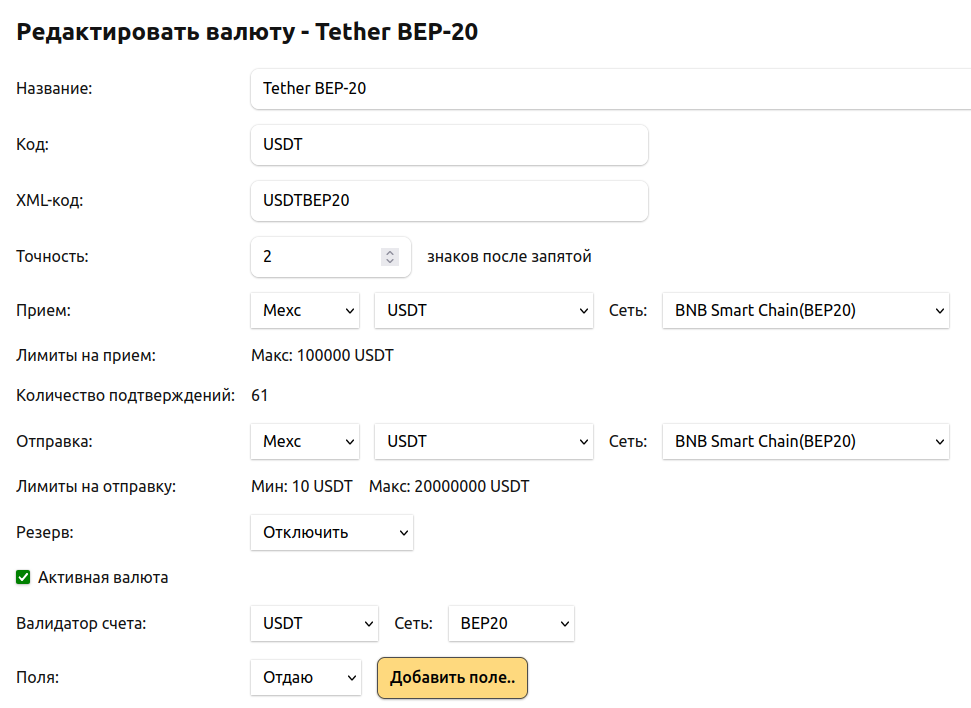 Редактировать валюту - Tether BEP-20
Название: Tether BEP-20
Код: USDT
XML-код: USDTBEP20
Точность: 2 знаков после запятой
Прием: Мехс USDT Сеть: BNB Smart Chain(BEP20)
Лимиты на прием: Макс: 100000 USDT
Количество подтверждений: 61
Отправка: Мехс USDT Сеть: BNB Smart Chain(BEP20)
Лимиты на отправку: Мин: 10 USDT Макс: 20000000 USDT
Резерв: Отключить
Активная валюта
Валидатор счета: USDT Сеть: BEP20
Поля: Отдаю Добавить поле..